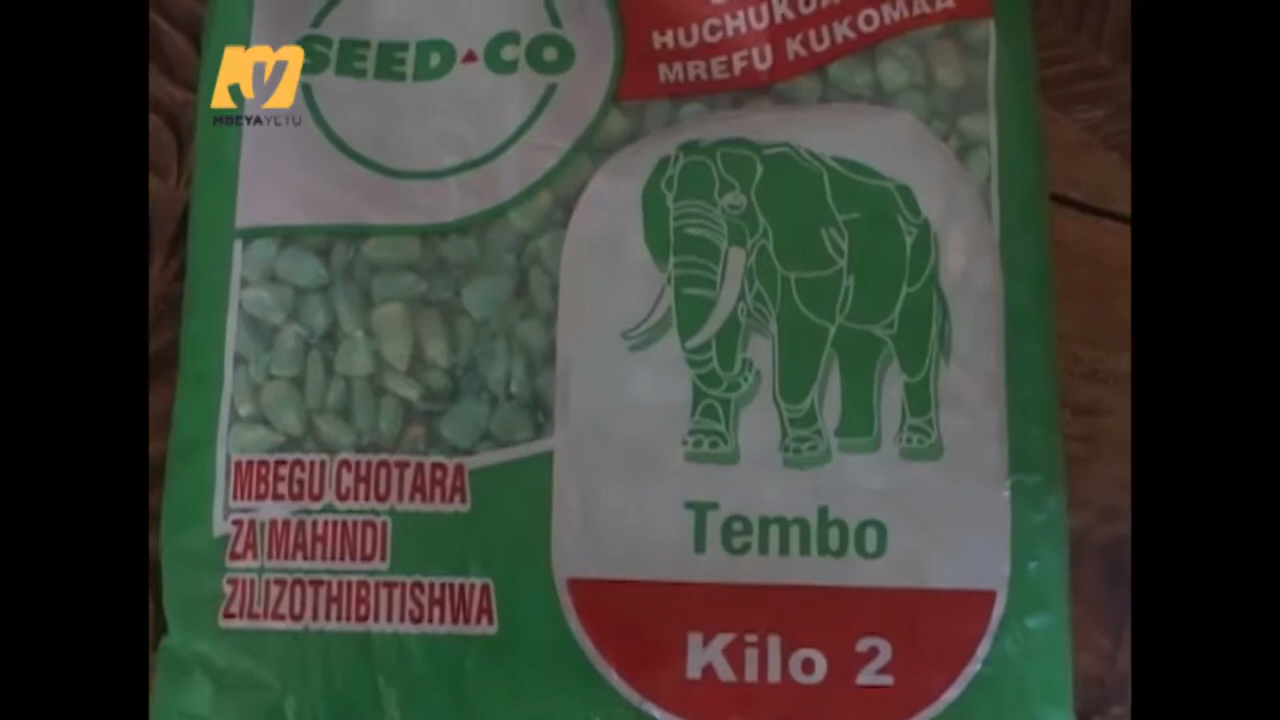 SEED CO
HUCHUKUA
MREFU KUKOMAA
MBEYAYETU
MBEGU CHOTARA
ZA MAHINDI
ZILIZOTHIBITISHWA
Tembo
Kilo 2